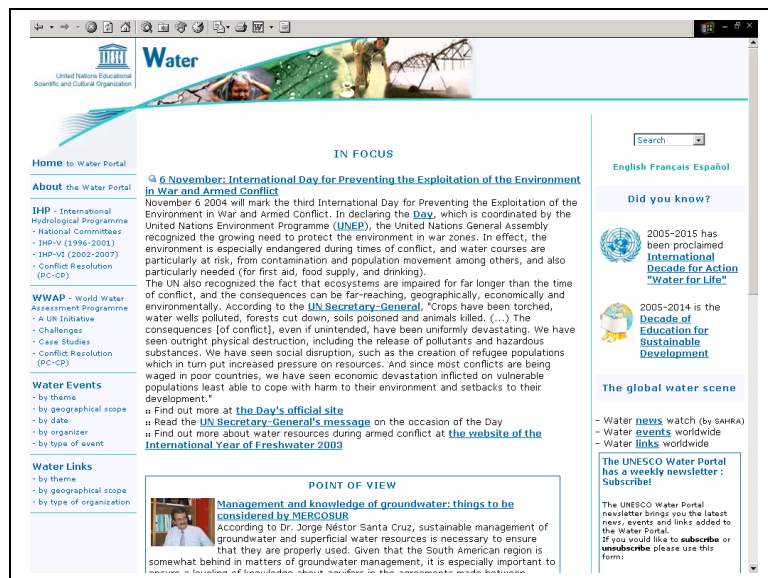 United Nations Educational
Scientific and Cultural Organization
Water
Home to Water Portal
About the Water Portal
IHP - International
Hydrological Programme
- National Committees
- IHP-V (1996-2001)
- IHP-VI (2002-2007)
- Conflict Resolution
(PC-CP)
WWAP - World Water
Assessment Programme
- A UN Initiative
- Challenges
- Case Studies
- Conflict Resolution
(PC-CP)
Water Events
- by theme
- by geographical scope
- by date
- by organizer
- by type of event
Water Links
- by theme
- by geographical scope
- by type of organization
IN FOCUS
6 November: International Day for Preventing the Exploitation of the Environment
in War and Armed Conflict
November 6 2004 will mark the third International Day for Preventing the Exploitation of the
Environment in War and Armed Conflict. In declaring the Day, which is coordinated by the
United Nations Environment Programme (UNEP), the United Nations General Assembly
recognized the growing need to protect the environment in war zones. In effect, the
environment is especially endangered during times of conflict, and water courses are
particularly at risk, from contamination and population movement among others, and also
particularly needed (for first aid, food supply, and drinking).
The UN also recognized the fact that ecosystems are impaired for far longer than the time
of conflict, and the consequences can be far-reaching, geographically, economically and
environmentally. According to the UN Secretary-General, "Crops have been torched,
water wells polluted, forests cut down, soils poisoned and animals killed. (...) The
consequences [of conflict], even if unintended, have been uniformly devastating. We have
seen outright physical destruction, including the release of pollutants and hazardous
substances. We have seen social disruption, such as the creation of refugee populations
which in turn put increased pressure on resources. And since most conflicts are being
waged in poor countries, we have seen economic devastation inflicted on vulnerable
populations least able to cope with harm to their environment and setbacks to their
development."
:: Find out more at the Day's official site
:: Read the UN Secretary-General's message on the occasion of the Day
:: Find out more about water resources during armed conflict at the website of the
International Year of Freshwater 2003
POINT OF VIEW
Management and knowledge of groundwater: things to be
considered by MERCOSUR
According to Dr. Jorge Néstor Santa Cruz, sustainable management of
groundwater and superficial water resources is necessary to ensure
that they are properly used. Given that the South American region is
somewhat behind in matters of groundwater management, it is especially important to
ensure a leveling of knowledge about aquifers in the agreements made between
Search
English Français Español
Did you know?
2005-2015 has
been proclaimed
International
Decade for Action
"Water for Life"
2005-2014 is the
Decade of
Education for
Sustainable
Development
The global water scene
- Water news watch (by SAHRA)
- Water events worldwide
- Water links worldwide
The UNESCO Water Portal
has a weekly newsletter :
Subscribe!
The UNESCO Water Portal
newsletter brings you the latest
news, events and links added to
the Water Portal.
If you would like to subscribe or
unsubscribe please use this
form: